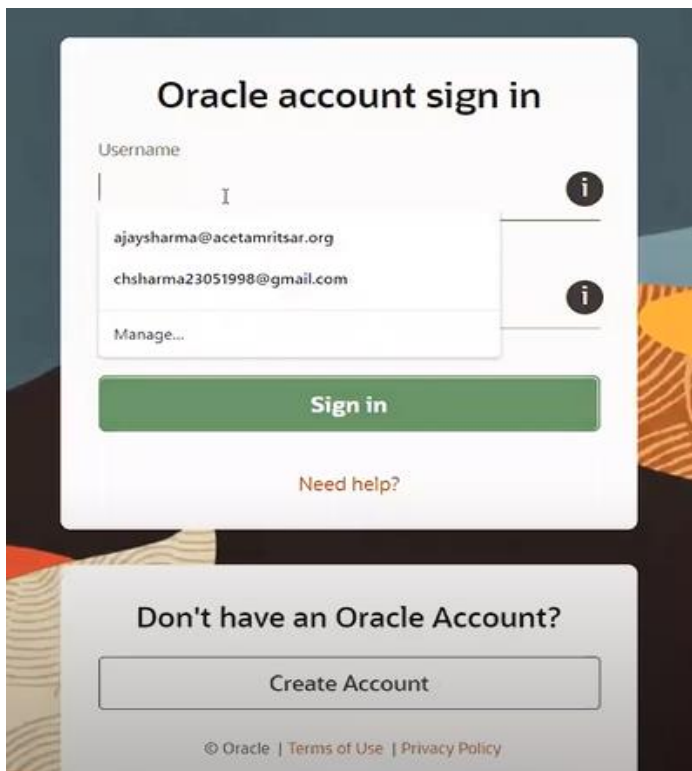 Oracle account sign in
Username
i
ajaysharma@acetamritsar.org
chsharma23051998@gmail.com
i
Manage...
Sign in
Need help?
Don't have an Oracle Account?
Create Account
© Oracle | Terms of Use | Privacy Policy